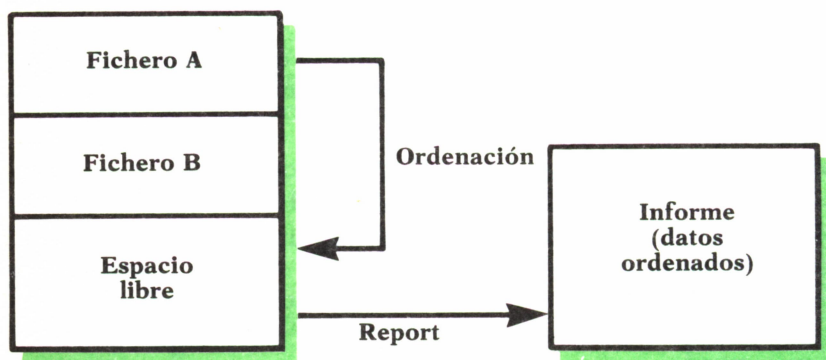 Fichero A
Fichero B
Espacio
libre
Ordenación
Report
Informe
(datos
ordenados)